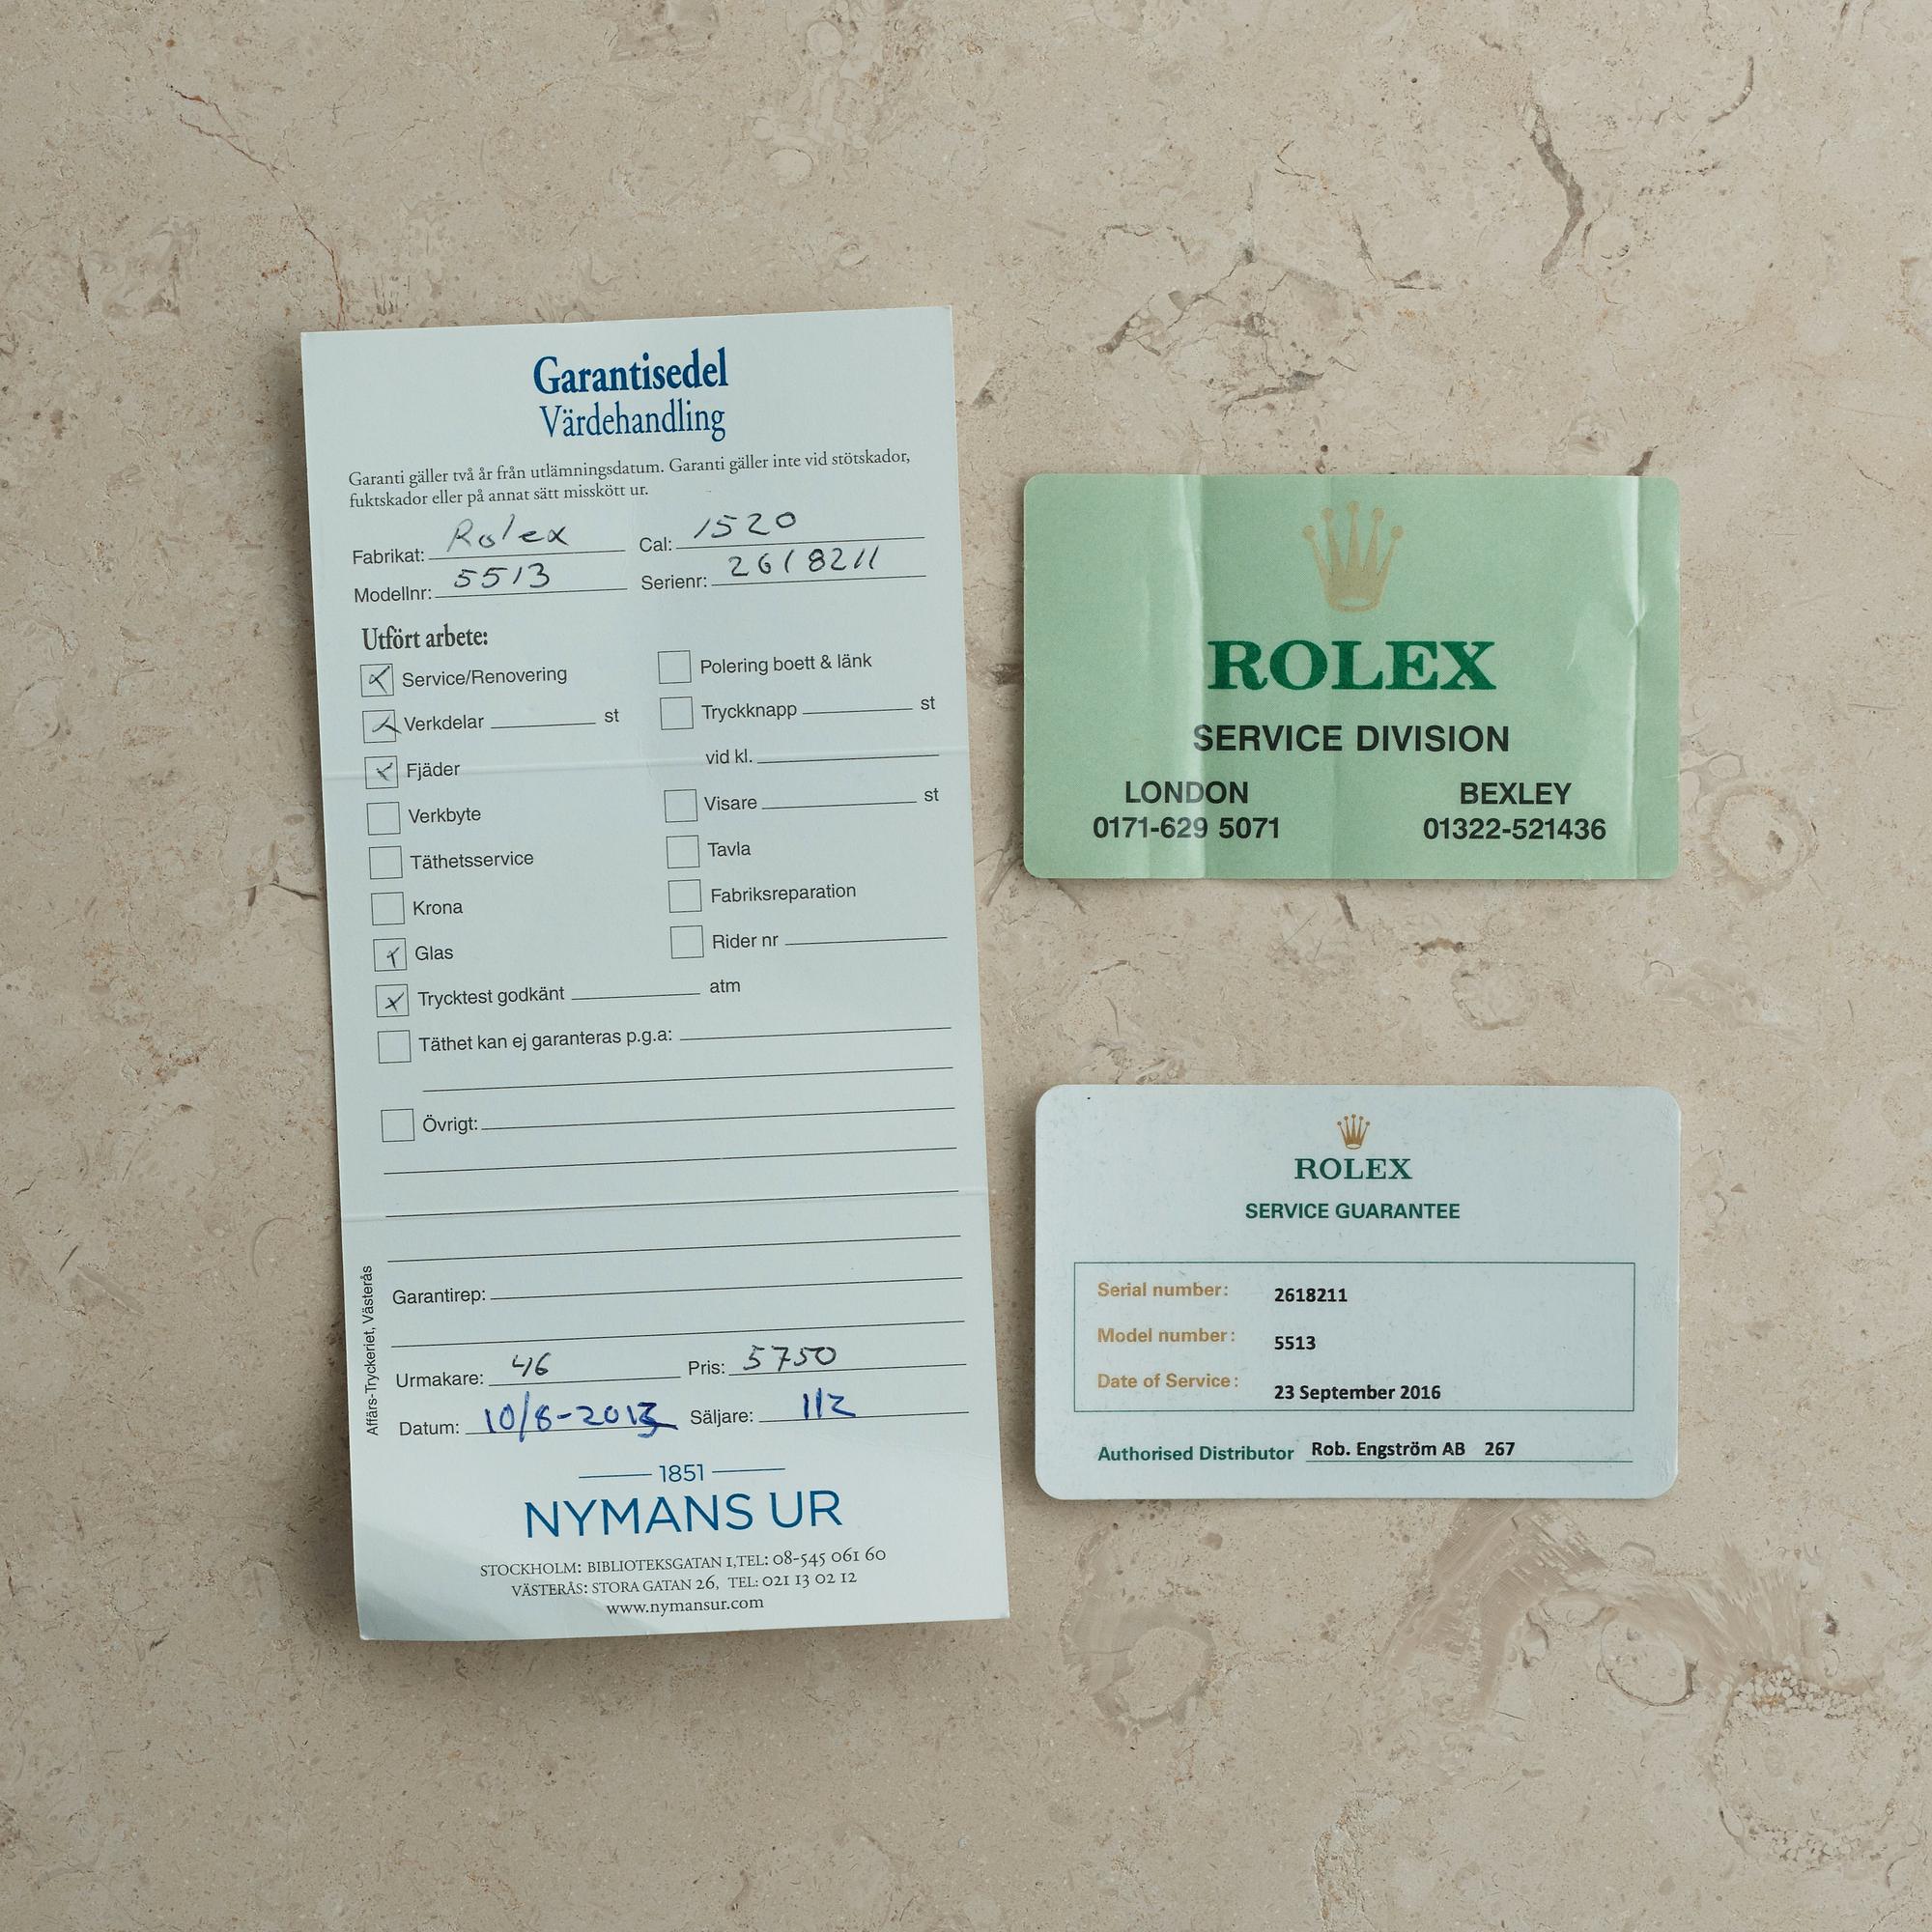 Garantisedel
Värdehandling
Garanti gäller två år från utlämningsdatum. Garanti gäller inte vid stötskador,
fuktskador eller på annat sätt misskött ur.
Fabrikat: Rolex Cal: 1520
Modellnr: 5513 Serienr: 2618211
Utfört arbete:
Service/Renovering Polering boett & länk
Verkdelar st Tryckknapp st
Fjäder vid kl.
Verkbyte Visare st
Täthetsservice Tavla
Krona Fabriksreparation
Glas Rider nr
Trycktest godkänt atm
Täthet kan ej garanteras p.g.a:
Övrigt:
Garantirep:
Urmakare: 46 Pris: 5750
Datum: 10/8-2013 Säljare: 112
Affärs-Tryckeriet, Västerås
1851
NYMANS UR
STOCKHOLM: BIBLIOTEKSGATAN 1,TEL: 08-545 061 60
VÄSTERÅS: STORA GATAN 26, TEL: 021 13 02 12
www.nymansur.com
ROLEX
SERVICE DIVISION
LONDON BEXLEY
0171-629 5071 01322-521436
ROLEX
SERVICE GUARANTEE
Serial number: 2618211
Model number: 5513
Date of Service: 23 September 2016
Authorised Distributor Rob. Engström AB 267